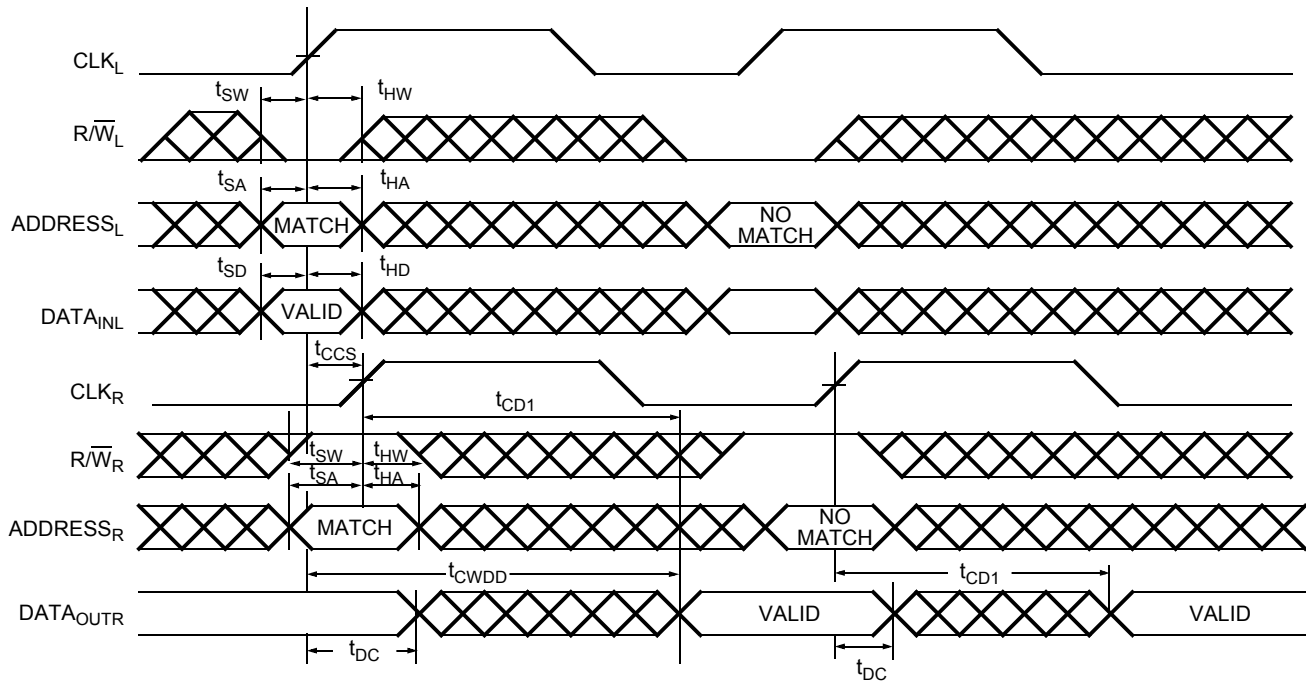 CLK_L
t_SW t_HW
R/W̅_L
t_SA t_HA
ADDRESS_L MATCH NO MATCH
t_SD t_HD
DATA_INL VALID
t_CCS
CLK_R
t_CD1
R/W̅_R t_SW t_HW
t_SA t_HA
ADDRESS_R MATCH NO MATCH
t_CWDD t_CD1
DATA_OUTR VALID VALID
t_DC t_DC